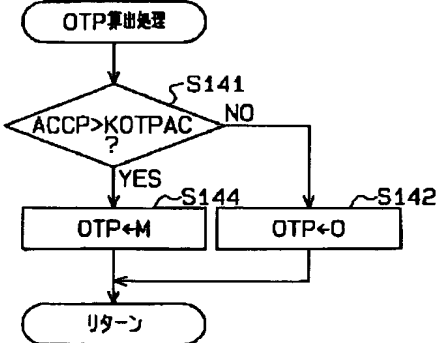 OTP算出処理
S141
ACCP>KOTPAC
?
NO
YES
S144
S142
OTP←M
OTP←0
リターン